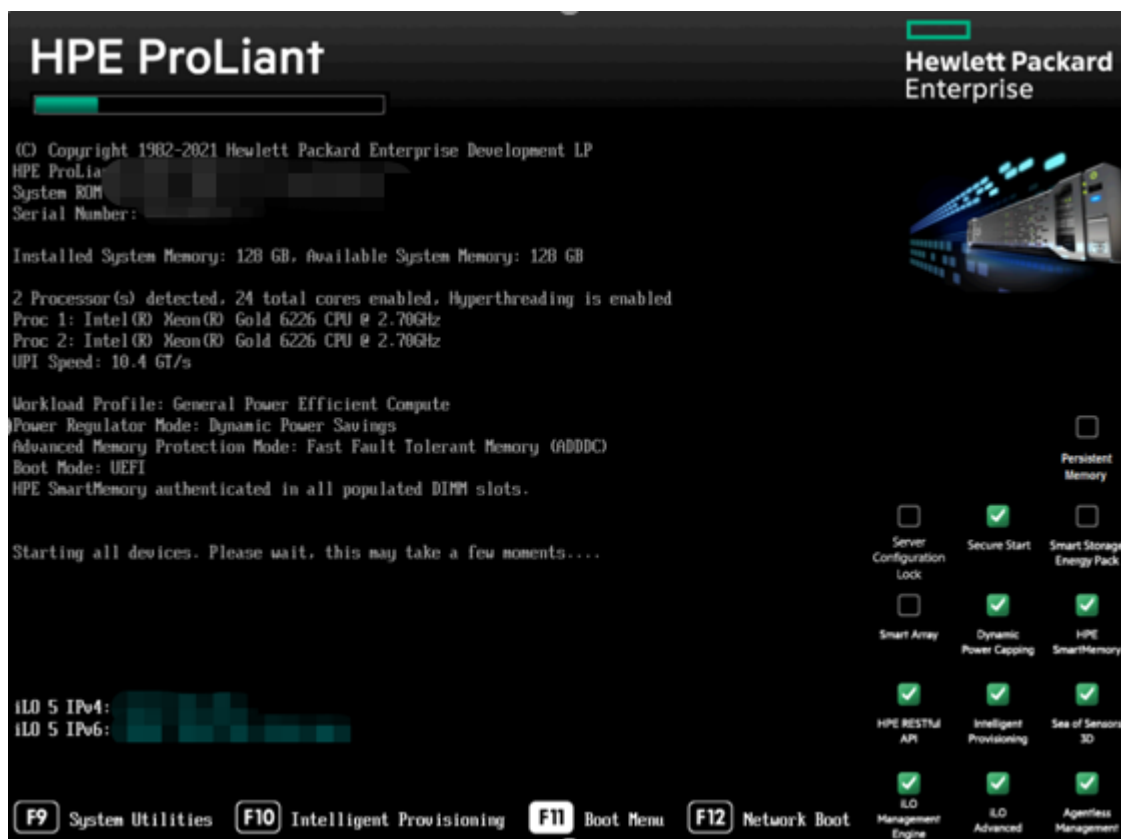 HPE ProLiant
Hewlett Packard
Enterprise
(C) Copyright 1982-2021 Hewlett Packard Enterprise Development LP
HPE
System ROM
Serial Number:
Installed System Memory: 128 GB, Available System Memory: 128 GB
2 Processor(s) detected, 24 total cores enabled, Hyperthreading is enabled
Proc 1: Intel(R) Xeon(R) Gold 6226 CPU @ 2.70GHz
Proc 2: Intel(R) Xeon(R) Gold 6226 CPU @ 2.70GHz
UPI Speed: 10.4 GT/s
Workload Profile: General Power Efficient Compute
Power Regulator Mode: Dynamic Power Savings
Advanced Memory Protection Mode: Fast Fault Tolerant Memory (ADDDC)
Boot Mode: UEFI
HPE SmartMemory authenticated in all populated DIMM slots.
Starting all devices. Please wait, this may take a few moments....
Persistent
Memory
Server
Configuration
Lock
Secure Start
Smart Storage
Energy Pack
Smart Array
Dynamic
Power Capping
HPE
SmartMemory
HPE RESTful
API
Intelligent
Provisioning
Sea of Sensors
3D
iLO
Management
Engine
iLO
Advanced
Agentless
Management
iLO 5 IPv4:
iLO 5 IPv6:
F9 System Utilities F10 Intelligent Provisioning F11 Boot Menu F12 Network Boot